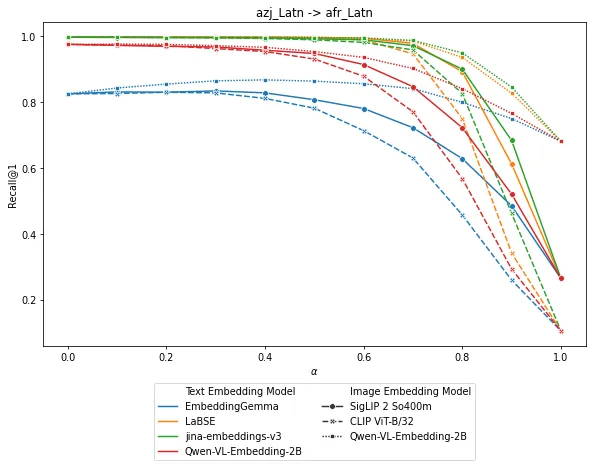 azj_Latn -> afr_Latn
Recall@1
1.0
0.8
0.6
0.4
0.2
0.0
0.2
0.4
0.6
0.8
1.0
α
Text Embedding Model
EmbeddingGemma
LaBSE
jina-embeddings-v3
Qwen-VL-Embedding-2B
Image Embedding Model
SigLIP 2 So400m
CLIP ViT-B/32
Qwen-VL-Embedding-2B